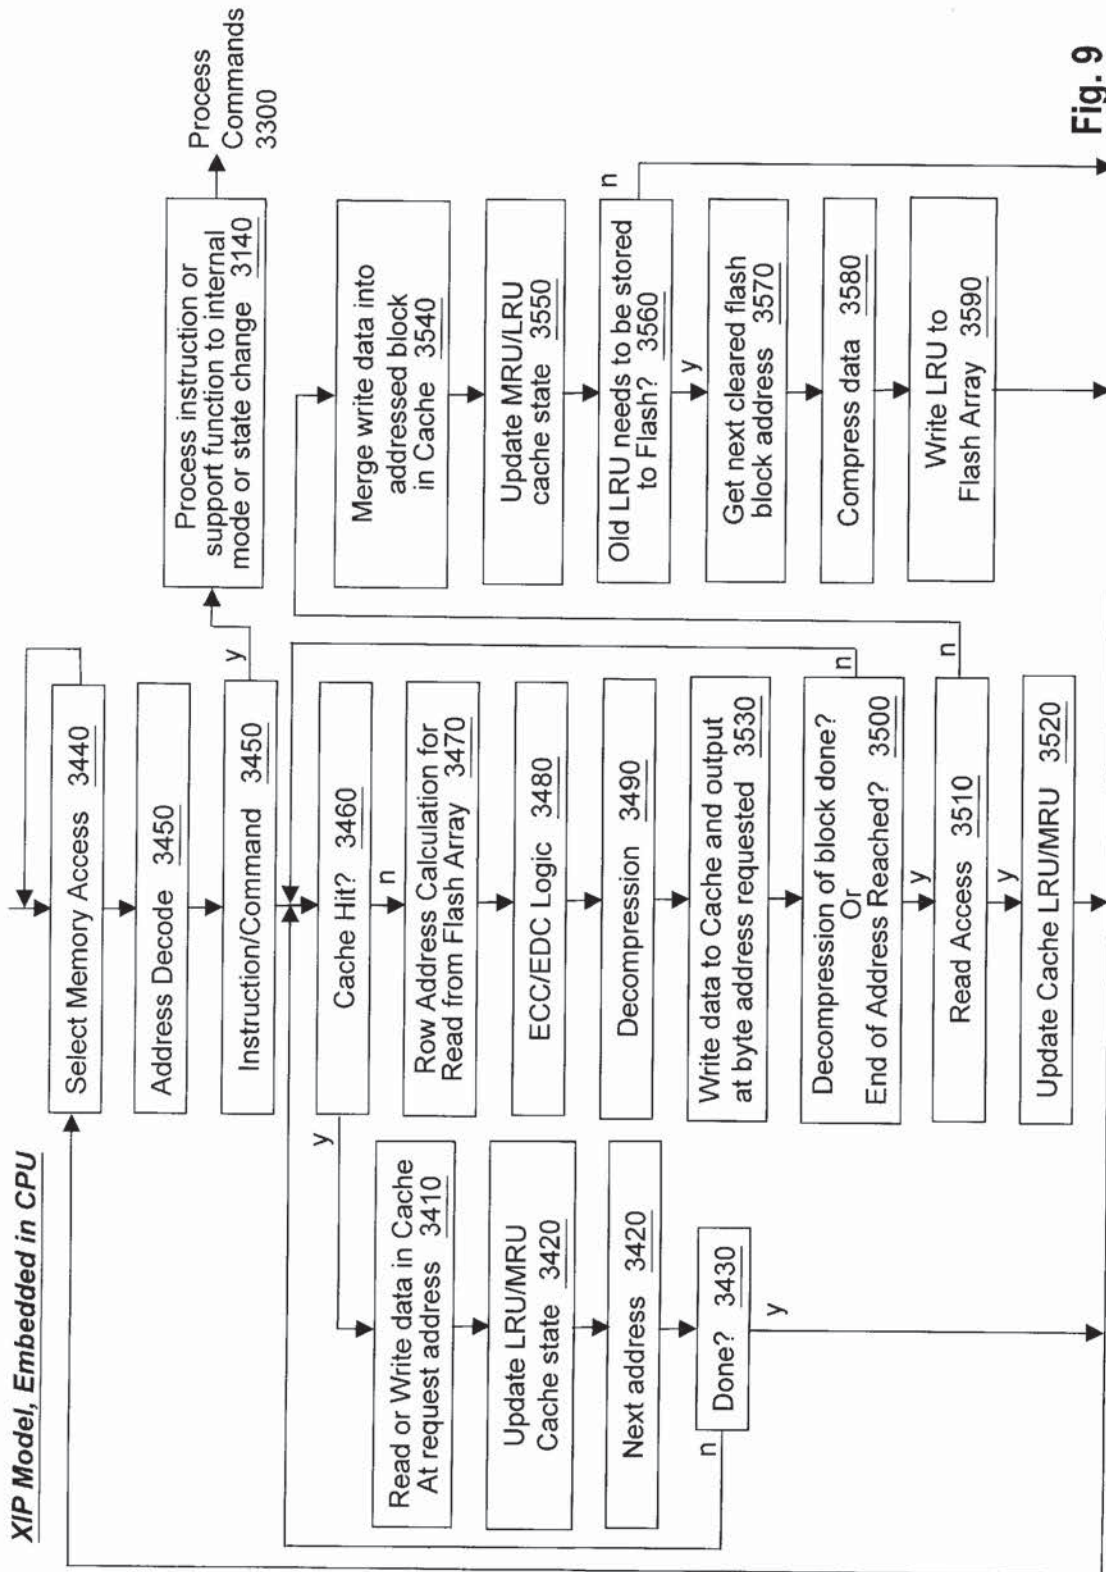 XIP Model, Embedded in CPU
Select Memory Access 3440
Address Decode 3450
Instruction/Command 3450
y
Process instruction or
support function to internal
mode or state change 3140
Process
Commands
3300
Cache Hit? 3460
y
n
Read or Write data in Cache
At request address 3410
Update LRU/MRU
Cache state 3420
Next address 3420
Done? 3430
n
y
Row Address Calculation for
Read from Flash Array 3470
ECC/EDC Logic 3480
Decompression 3490
Write data to Cache and output
at byte address requested 3530
Decompression of block done?
Or
End of Address Reached? 3500
n
y
Read Access 3510
n
y
Update Cache LRU/MRU 3520
Merge write data into
addressed block
in Cache 3540
Update MRU/LRU
cache state 3550
Old LRU needs to be stored
to Flash? 3560
n
y
Get next cleared flash
block address 3570
Compress data 3580
Write LRU to
Flash Array 3590
Fig. 9